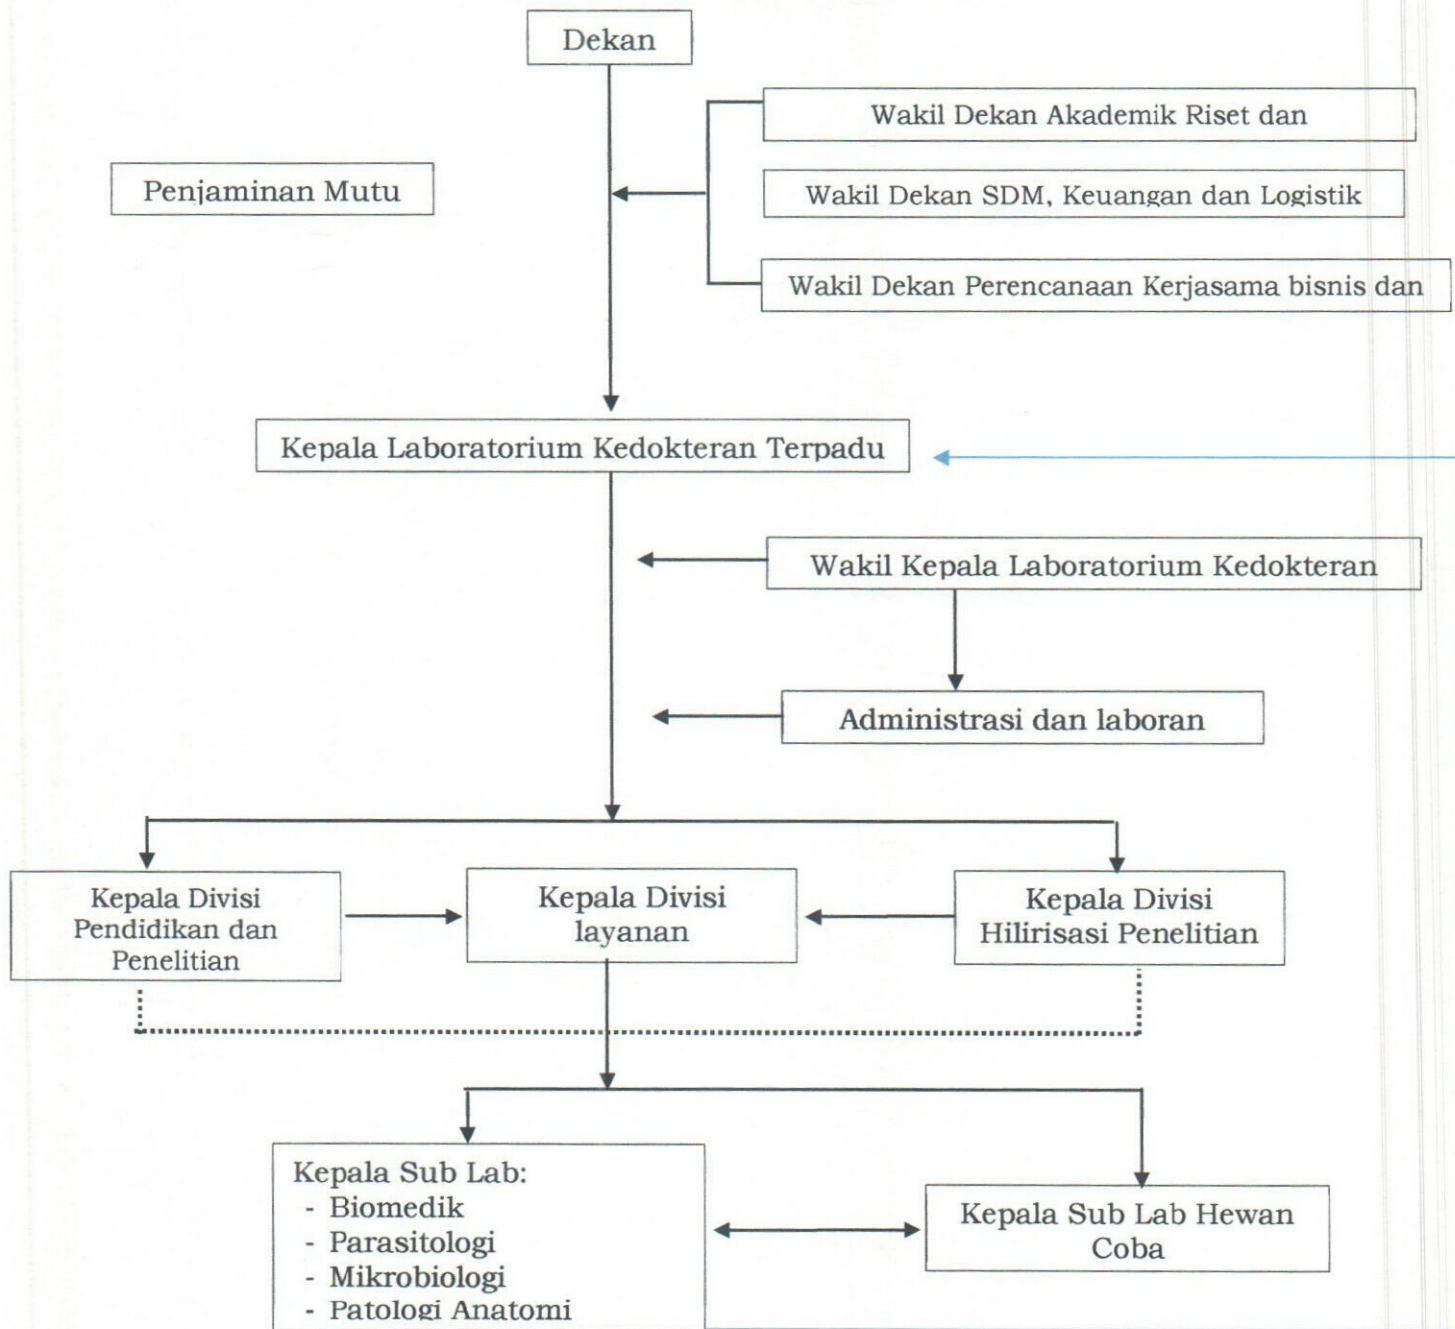 Dekan
Wakil Dekan Akademik Riset dan
Penjaminan Mutu
Wakil Dekan SDM, Keuangan dan Logistik
Wakil Dekan Perencanaan Kerjasama bisnis dan
Kepala Laboratorium Kedokteran Terpadu
Wakil Kepala Laboratorium Kedokteran
Administrasi dan laboran
Kepala Divisi
Pendidikan dan
Penelitian
Kepala Divisi
layanan
Kepala Divisi
Hilirisasi Penelitian
Kepala Sub Lab:
- Biomedik
- Parasitologi
- Mikrobiologi
- Patologi Anatomi
Kepala Sub Lab Hewan
Coba